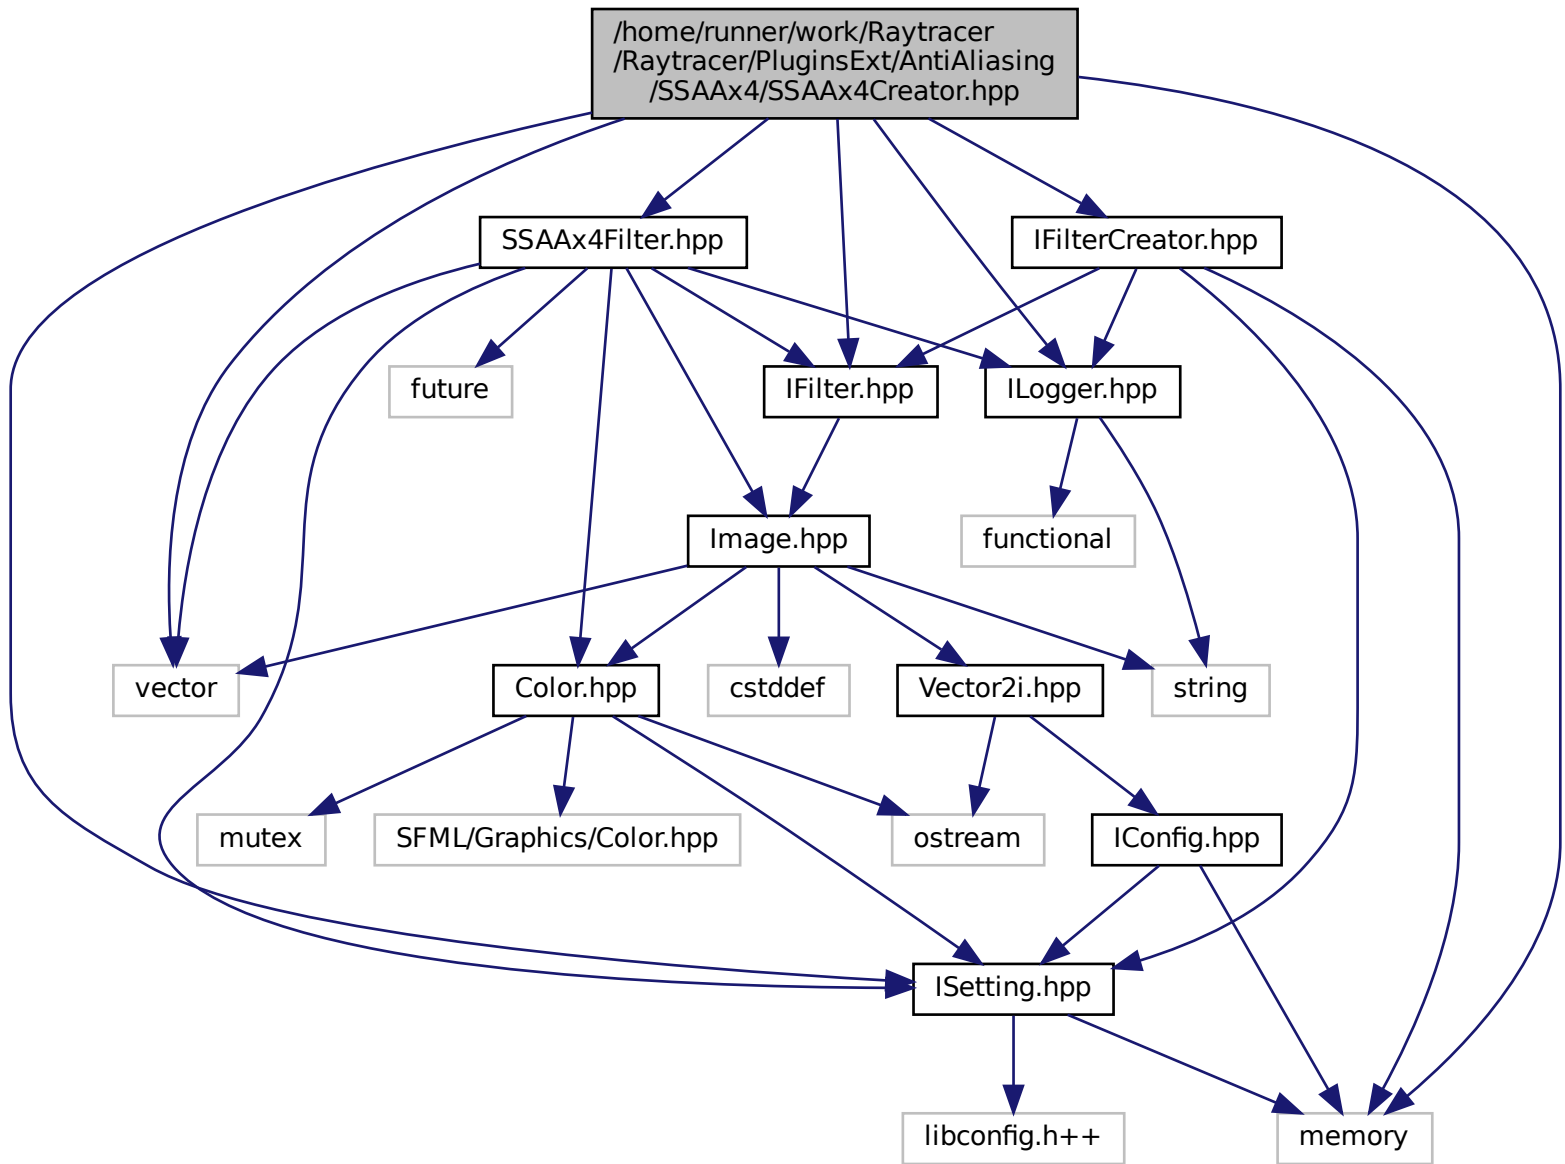 /home/runner/work/Raytracer
/Raytracer/PluginsExt/AntiAliasing
/SSAAx4/SSAAx4Creator.hpp
SSAAx4Filter.hpp
IFilterCreator.hpp
future
IFilter.hpp
ILogger.hpp
Image.hpp
functional
vector
Color.hpp
cstddef
Vector2i.hpp
string
mutex
SFML/Graphics/Color.hpp
ostream
IConfig.hpp
ISetting.hpp
libconfig.h++
memory